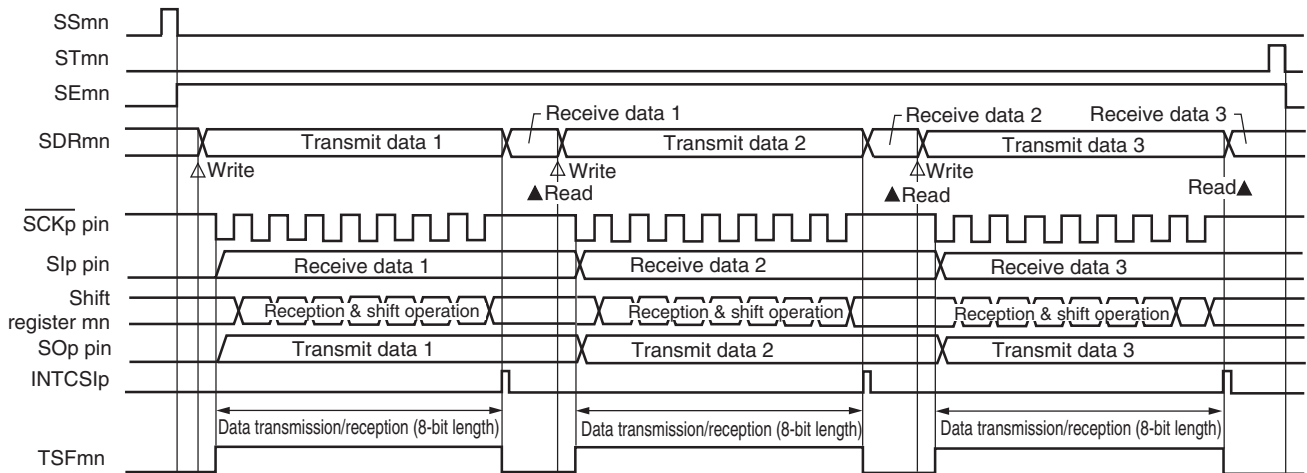 SSmn
STmn
SEmn
Receive data 1
Receive data 2
Receive data 3
SDRmn
Transmit data 1
Transmit data 2
Transmit data 3
△Write
△Write
△Write
▲Read
▲Read
Read▲
SCKp pin
SIp pin
Receive data 1
Receive data 2
Receive data 3
Shift
register mn
Reception & shift operation
Reception & shift operation
Reception & shift operation
SOp pin
Transmit data 1
Transmit data 2
Transmit data 3
INTCSIp
Data transmission/reception (8-bit length)
Data transmission/reception (8-bit length)
Data transmission/reception (8-bit length)
TSFmn